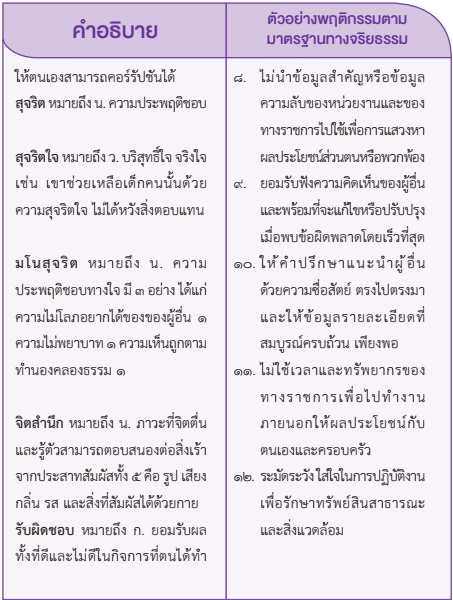 คำอธิบาย
ตัวอย่างพฤติกรรมตาม
มาตรฐานทางจริยธรรม
ให้ตนเองสามารถคอร์รัปชันได้
สุจริต หมายถึง น. ความประพฤติชอบ
สุจริตใจ หมายถึง ว. บริสุทธิ์ใจ จริงใจ
เช่น เขาช่วยเหลือเด็กคนนั้นด้วย
ความสุจริตใจ ไม่ได้หวังสิ่งตอบแทน
มโนสุจริต หมายถึง น. ความ
ประพฤติชอบทางใจ มี ๓ อย่าง ได้แก่
ความไม่โลภอยากได้ของของผู้อื่น ๑
ความไม่พยาบาท ๑ ความเห็นถูกตาม
ทำนองคลองธรรม ๑
จิตสำนึก หมายถึง น. ภาวะที่จิตตื่น
และรู้ตัวสามารถตอบสนองต่อสิ่งเร้า
จากประสาทสัมผัสทั้ง ๕ คือ รูป เสียง
กลิ่น รส และสิ่งที่สัมผัสได้ด้วยกาย
รับผิดชอบ หมายถึง ก. ยอมรับผล
ทั้งที่ดีและไม่ดีในกิจการที่ตนได้ทำ
๘. ไม่นำข้อมูลสำคัญหรือข้อมูล
ความลับของหน่วยงานและของ
ทางราชการไปใช้เพื่อการแสวงหา
ผลประโยชน์ส่วนตนหรือพวกพ้อง
๙. ยอมรับฟังความคิดเห็นของผู้อื่น
และพร้อมที่จะแก้ไขหรือปรับปรุง
เมื่อพบข้อผิดพลาดโดยเร็วที่สุด
๑๐. ให้คำปรึกษาแนะนำผู้อื่น
ด้วยความซื่อสัตย์ ตรงไปตรงมา
และให้ข้อมูลรายละเอียดที่
สมบูรณ์ครบถ้วน เพียงพอ
๑๑. ไม่ใช้เวลาและทรัพยากรของ
ทางราชการเพื่อไปทำงาน
ภายนอกให้ผลประโยชน์กับ
ตนเองและครอบครัว
๑๒. ระมัดระวัง ใส่ใจในการปฏิบัติงาน
เพื่อรักษาทรัพย์สินสาธารณะ
และสิ่งแวดล้อม